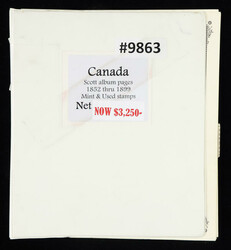 #9863
Canada
Scott album pages
1852 thru 1899
Mint & Used stamps
Net NOW $3,250-